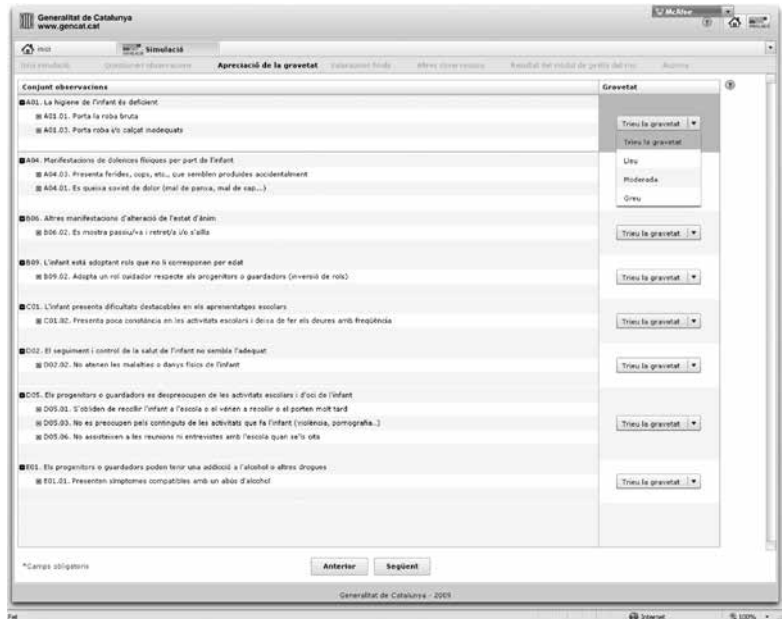 McAfee
Generalitat de Catalunya
www.gencat.cat
Inici
Simulació
Apreciació de la gravetat
Conjunt observacions
Gravetat
A01. La higiene de l'infant és deficient
A01.01. Porta la roba bruta
A01.03. Porta roba i/o calçat inadequats
Trieu la gravetat
Trieu la gravetat
Lleu
Moderada
Greu
A04. Manifestacions de dolences físiques per part de l'infant
A04.03. Presenta ferides, cops, etc., que semblen produïdes accidentalment
A04.01. Es queixa sovint de dolor (mal de panxa, mal de cap...)
B06. Altres manifestacions d'alteració de l'estat d'ànim
B06.02. Es mostra passiu/va i retret/a i/o s'aïlla
Trieu la gravetat
B09. L'infant està adoptant rols que no li corresponen per edat
B09.02. Adopta un rol cuidador respecte als progenitors o guardadors (inversió de rols)
Trieu la gravetat
C01. L'infant presenta dificultats destacables en els aprenentatges escolars
C01.02. Presenta poca constància en les activitats escolars i deixa de fer els deures amb freqüència
Trieu la gravetat
D02. El seguiment i control de la salut de l'infant no sembla l'adequat
D02.02. No atenen les malalties o danys físics de l'infant
Trieu la gravetat
D05. Els progenitors o guardadors es despreocupen de les activitats escolars i d'oci de l'infant
D05.01. S'obliden de recollir l'infant a l'escola o el vénen a recollir o el porten molt tard
D05.03. No es preocupen pels continguts de les activitats que fa l'infant (violència, pornografia..)
D05.06. No assisteixen a les reunions ni entrevistes amb l'escola quan se'ls cita
Trieu la gravetat
E01. Els progenitors o guardadors poden tenir una addicció a l'alcohol o altres drogues
E01.01. Presenten símptomes compatibles amb un abús d'alcohol
Trieu la gravetat
*Camps obligatoris
Anterior
Següent
Generalitat de Catalunya - 2009
Internet
100%